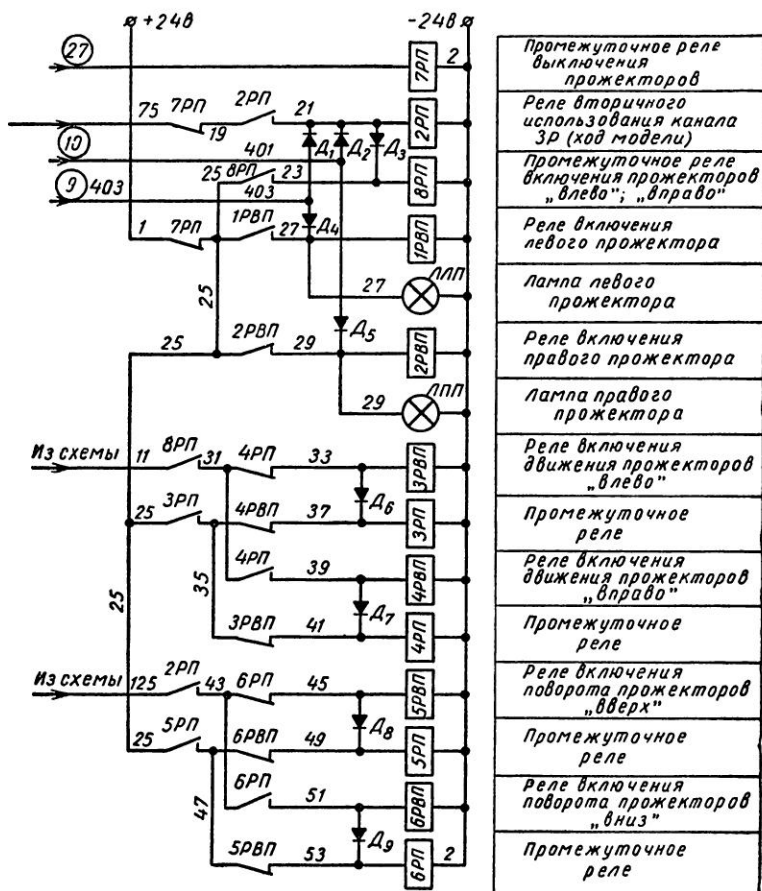 +24в
-24в
27
7РП
2
Промежуточное реле
выключения
прожекторов
75
7РП
19
2РП
21
2РП
Реле вторичного
использования канала
3Р (ход модели)
10
401
Д1
Д2
Д3
9
403
25
8РП
23
8РП
Промежуточное реле
включения прожекторов
„влево"; „вправо"
403
Д4
1
7РП
1РВП
27
1РВП
Реле включения
левого прожектора
25
27
ЛЛП
Лампа левого
прожектора
Д5
25
2РВП
29
2РВП
Реле включения
правого прожектора
29
ЛПП
Лампа правого
прожектора
Из схемы
11
8РП
31
4РП
33
3РВП
Реле включения
движения прожекторов
„влево"
Д6
25
3РП
4РВП
37
3РП
Промежуточное
реле
25
35
4РП
39
4РВП
Реле включения
движения прожекторов
„вправо"
Д7
3РВП
41
4РП
Промежуточное
реле
Из схемы
125
2РП
43
6РП
45
5РВП
Реле включения
поворота прожекторов
„вверх"
Д8
25
5РП
6РВП
49
5РП
Промежуточное
реле
47
6РП
51
6РВП
Реле включения
поворота прожекторов
„вниз"
Д9
5РВП
53
6РП
2
Промежуточное
реле